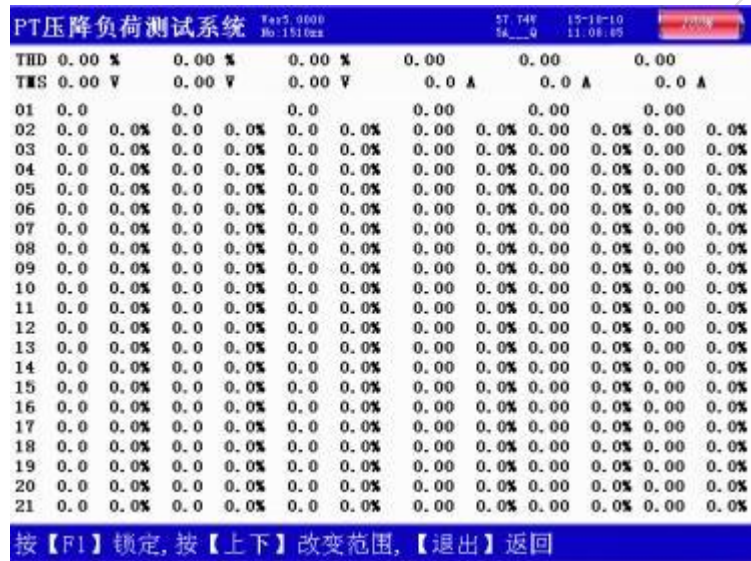 PT压降负荷测试系统 Ver5.0000 57.74V 15-10-10
No:1510zz 5A___Q 11:08:05
THD 0.00 % 0.00 % 0.00 % 0.00 0.00 0.00
TMS 0.00 V 0.00 V 0.00 V 0.0 A 0.0 A 0.0 A
01 0.0 0.0 0.0 0.00 0.00 0.00
02 0.0 0.0% 0.0 0.0% 0.0 0.0% 0.00 0.0% 0.00 0.0% 0.00 0.0%
03 0.0 0.0% 0.0 0.0% 0.0 0.0% 0.00 0.0% 0.00 0.0% 0.00 0.0%
04 0.0 0.0% 0.0 0.0% 0.0 0.0% 0.00 0.0% 0.00 0.0% 0.00 0.0%
05 0.0 0.0% 0.0 0.0% 0.0 0.0% 0.00 0.0% 0.00 0.0% 0.00 0.0%
06 0.0 0.0% 0.0 0.0% 0.0 0.0% 0.00 0.0% 0.00 0.0% 0.00 0.0%
07 0.0 0.0% 0.0 0.0% 0.0 0.0% 0.00 0.0% 0.00 0.0% 0.00 0.0%
08 0.0 0.0% 0.0 0.0% 0.0 0.0% 0.00 0.0% 0.00 0.0% 0.00 0.0%
09 0.0 0.0% 0.0 0.0% 0.0 0.0% 0.00 0.0% 0.00 0.0% 0.00 0.0%
10 0.0 0.0% 0.0 0.0% 0.0 0.0% 0.00 0.0% 0.00 0.0% 0.00 0.0%
11 0.0 0.0% 0.0 0.0% 0.0 0.0% 0.00 0.0% 0.00 0.0% 0.00 0.0%
12 0.0 0.0% 0.0 0.0% 0.0 0.0% 0.00 0.0% 0.00 0.0% 0.00 0.0%
13 0.0 0.0% 0.0 0.0% 0.0 0.0% 0.00 0.0% 0.00 0.0% 0.00 0.0%
14 0.0 0.0% 0.0 0.0% 0.0 0.0% 0.00 0.0% 0.00 0.0% 0.00 0.0%
15 0.0 0.0% 0.0 0.0% 0.0 0.0% 0.00 0.0% 0.00 0.0% 0.00 0.0%
16 0.0 0.0% 0.0 0.0% 0.0 0.0% 0.00 0.0% 0.00 0.0% 0.00 0.0%
17 0.0 0.0% 0.0 0.0% 0.0 0.0% 0.00 0.0% 0.00 0.0% 0.00 0.0%
18 0.0 0.0% 0.0 0.0% 0.0 0.0% 0.00 0.0% 0.00 0.0% 0.00 0.0%
19 0.0 0.0% 0.0 0.0% 0.0 0.0% 0.00 0.0% 0.00 0.0% 0.00 0.0%
20 0.0 0.0% 0.0 0.0% 0.0 0.0% 0.00 0.0% 0.00 0.0% 0.00 0.0%
21 0.0 0.0% 0.0 0.0% 0.0 0.0% 0.00 0.0% 0.00 0.0% 0.00 0.0%
按【F1】锁定,按【上下】改变范围,【退出】返回